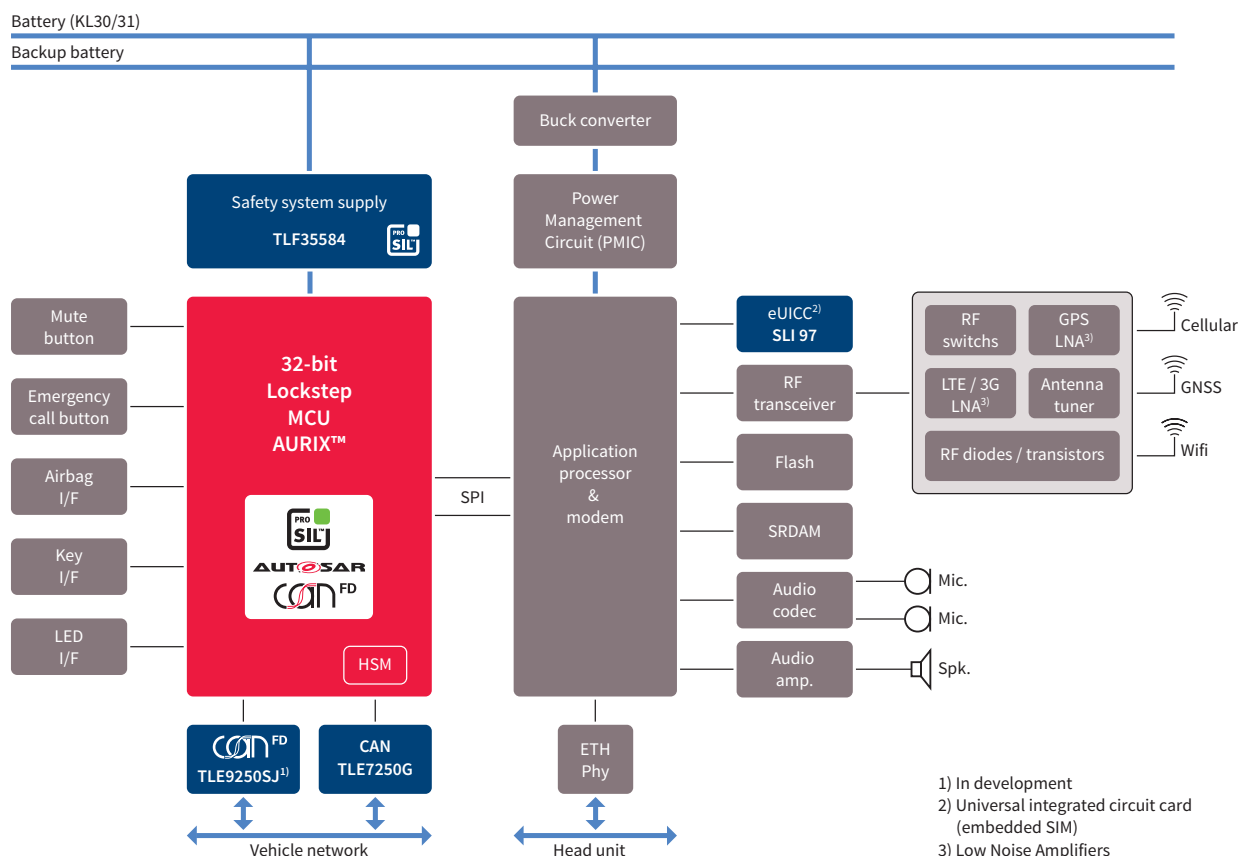 Battery (KL30/31)
Backup battery
Buck converter
Safety system supply
TLF35584
PRO
SIL™
Power
Management
Circuit (PMIC)
Mute
button
Emergency
call button
Airbag
I/F
Key
I/F
LED
I/F
32-bit
Lockstep
MCU
AURIX™
PRO
SIL™
AUTOSAR
CAN FD
HSM
SPI
Application
processor
&
modem
eUICC2)
SLI 97
RF
transceiver
Flash
SRDAM
Audio
codec
Audio
amp.
Mic.
Mic.
Spk.
RF
switchs
GPS
LNA3)
LTE / 3G
LNA3)
Antenna
tuner
RF diodes / transistors
Cellular
GNSS
Wifi
CAN FD
TLE9250SJ1)
CAN
TLE7250G
ETH
Phy
Vehicle network
Head unit
1) In development
2) Universal integrated circuit card
(embedded SIM)
3) Low Noise Amplifiers